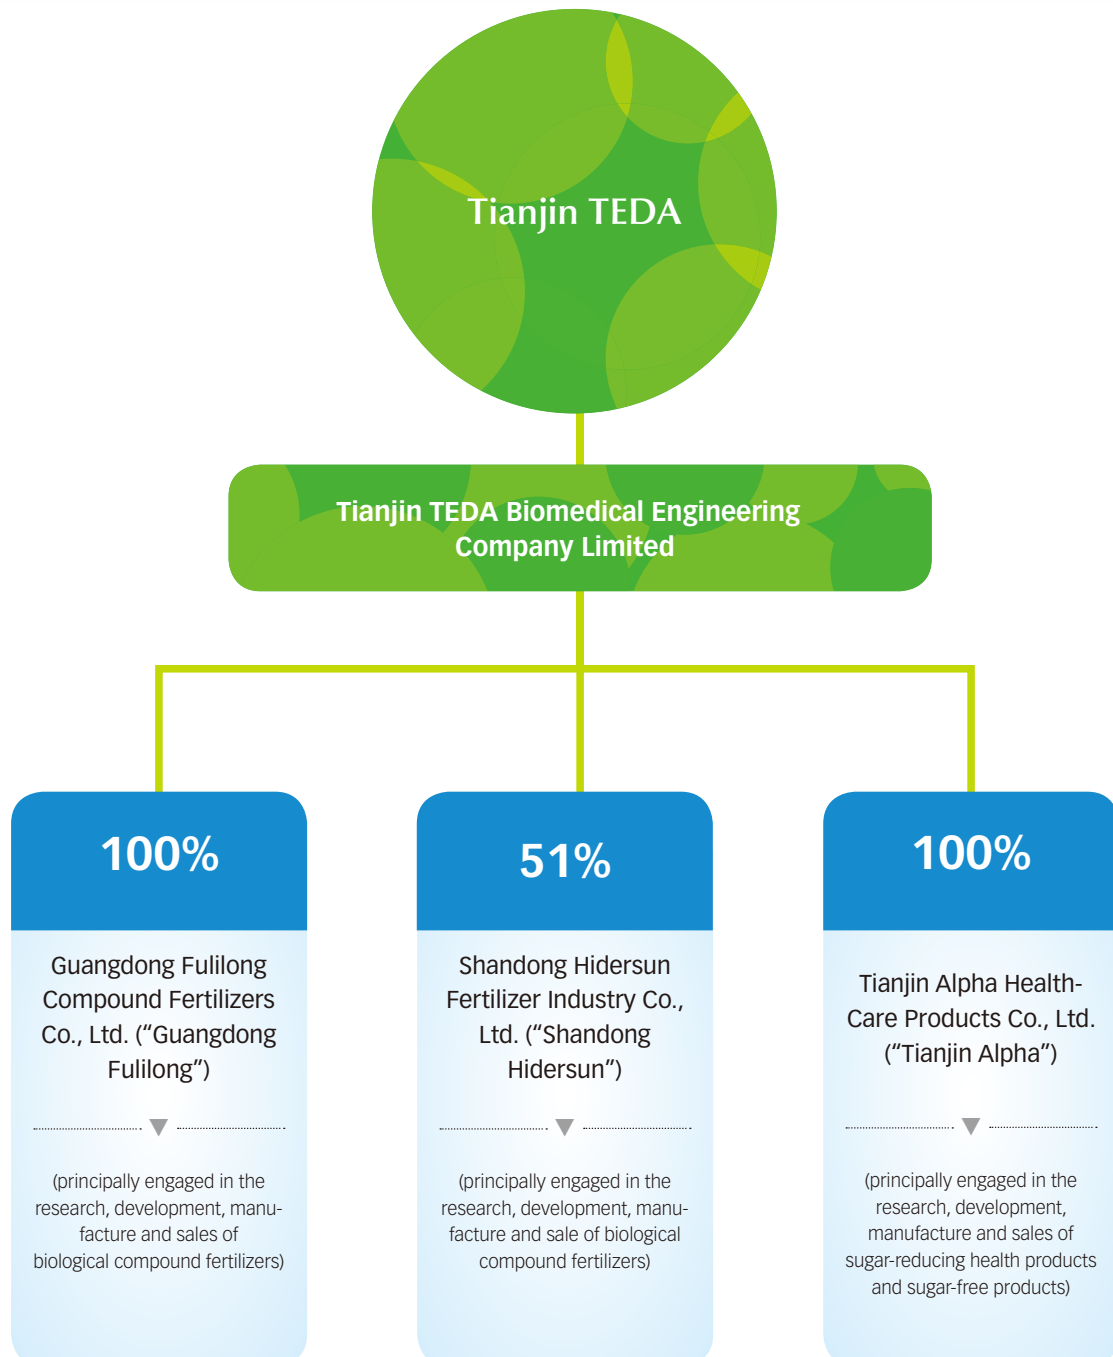 Tianjin TEDA
Tianjin TEDA Biomedical Engineering
Company Limited
100%
Guangdong Fulilong
Compound Fertilizers
Co., Ltd. (“Guangdong
Fulilong”)
(principally engaged in the
research, development, manu-
facture and sales of
biological compound fertilizers)
51%
Shandong Hidersun
Fertilizer Industry Co.,
Ltd. (“Shandong
Hidersun”)
(principally engaged in the
research, development, manu-
facture and sale of biological
compound fertilizers)
100%
Tianjin Alpha Health-
Care Products Co., Ltd.
(“Tianjin Alpha”)
(principally engaged in the
research, development,
manufacture and sales of
sugar-reducing health products
and sugar-free products)